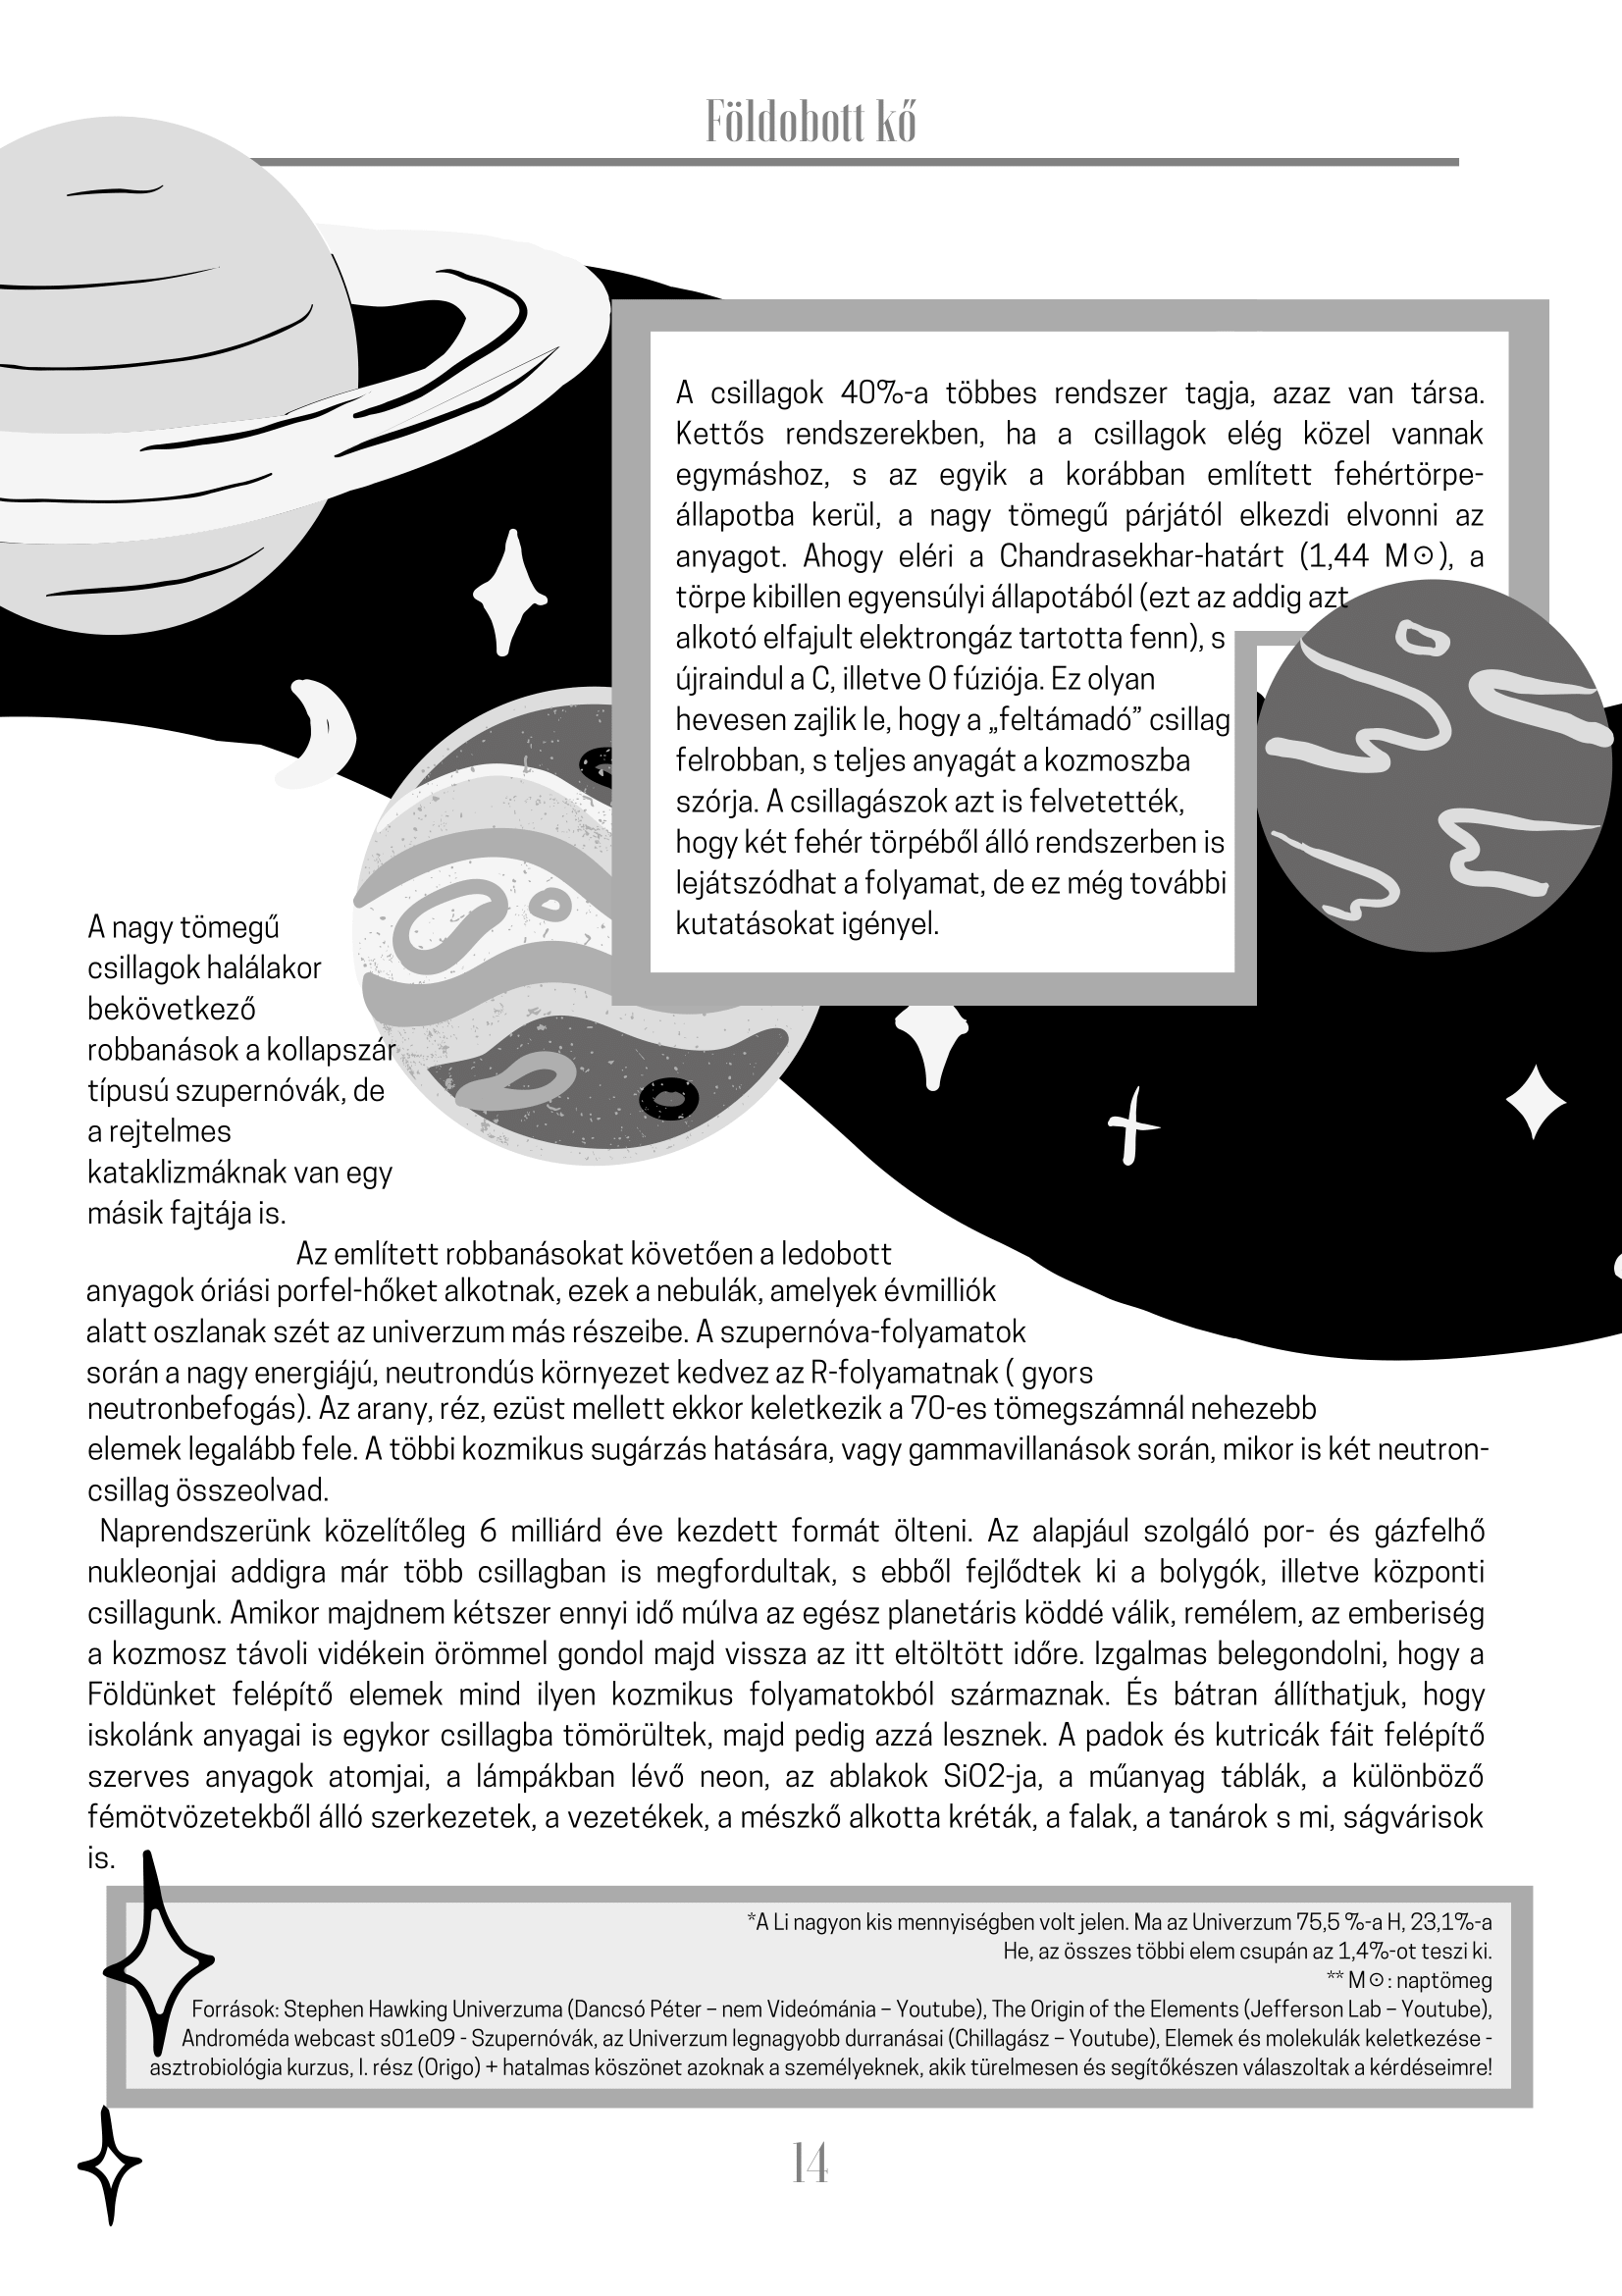 Földobott kő
A nagy tömegű
csillagok halálakor
bekövetkező
robbanások a kollapszár
típusú szupernóvák, de
a rejtelmes
kataklizmáknak van egy
másik fajtája is.
A csillagok 40%-a többes rendszer tagja, azaz van társa.
Kettős rendszerekben, ha a csillagok elég közel vannak
egymáshoz, s az egyik a korábban említett fehértörpe-
állapotba kerül, a nagy tömegű párjától elkezdi elvonni az
anyagot. Ahogy eléri a Chandrasekhar-határt (1,44 M☉), a
törpe kibillen egyensúlyi állapotából (ezt az addig azt
alkotó elfajult elektrongáz tartotta fenn), s
újraindul a C, illetve O fúziója. Ez olyan
hevesen zajlik le, hogy a „feltámadó” csillag
felrobban, s teljes anyagát a kozmoszba
szórja. A csillagászok azt is felvetették,
hogy két fehér törpéből álló rendszerben is
lejátszódhat a folyamat, de ez még további
kutatásokat igényel.
Az említett robbanásokat követően a ledobott
anyagok óriási porfel-hőket alkotnak, ezek a nebulák, amelyek évmilliók
alatt oszlanak szét az univerzum más részeibe. A szupernóva-folyamatok
során a nagy energiájú, neutrondús környezet kedvez az R-folyamatnak ( gyors
neutronbefogás). Az arany, réz, ezüst mellett ekkor keletkezik a 70-es tömegszámnál nehezebb
elemek legalább fele. A többi kozmikus sugárzás hatására, vagy gammavillanások során, mikor is két neutron-
csillag összeolvad.
Naprendszerünk közelítőleg 6 milliárd éve kezdett formát ölteni. Az alapjául szolgáló por- és gázfelhő
nukleonjai addigra már több csillagban is megfordultak, s ebből fejlődtek ki a bolygók, illetve központi
csillagunk. Amikor majdnem kétszer ennyi idő múlva az egész planetáris köddé válik, remélem, az emberiség
a kozmosz távoli vidékein örömmel gondol majd vissza az itt eltöltött időre. Izgalmas belegondolni, hogy a
Földünket felépítő elemek mind ilyen kozmikus folyamatokból származnak. És bátran állíthatjuk, hogy
iskolánk anyagai is egykor csillagba tömörültek, majd pedig azzá lesznek. A padok és kutricák fáit felépítő
szerves anyagok atomjai, a lámpákban lévő neon, az ablakok SiO2-ja, a műanyag táblák, a különböző
fémötvözetekből álló szerkezetek, a vezetékek, a mészkő alkotta kréták, a falak, a tanárok s mi, ságvárisok
is.
*A Li nagyon kis mennyiségben volt jelen. Ma az Univerzum 75,5 %-a H, 23,1%-a
He, az összes többi elem csupán az 1,4%-ot teszi ki.
** M☉: naptömeg
Források: Stephen Hawking Univerzuma (Dancsó Péter – nem Videómánia – Youtube), The Origin of the Elements (Jefferson Lab – Youtube),
Androméda webcast s01e09 - Szupernóvák, az Univerzum legnagyobb durranásai (Chillagász – Youtube), Elemek és molekulák keletkezése -
asztrobiológia kurzus, I. rész (Origo) + hatalmas köszönet azoknak a személyeknek, akik türelmesen és segítőkészen válaszoltak a kérdéseimre!
14